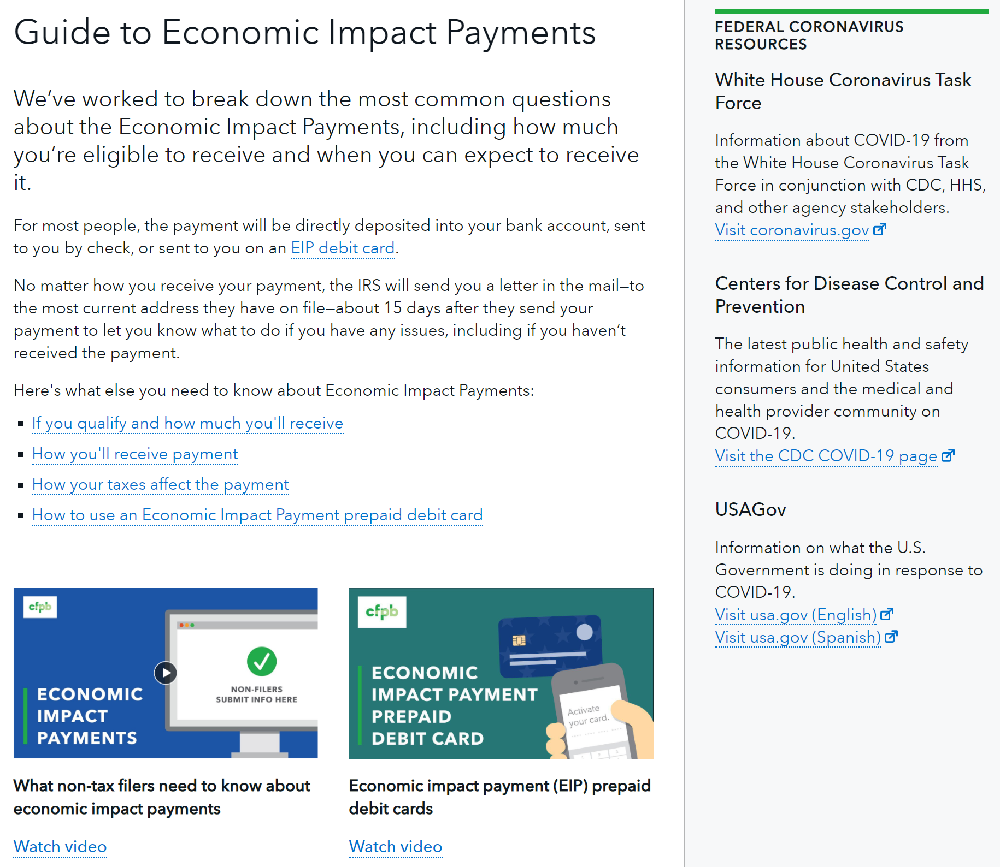 Guide to Economic Impact Payments
We’ve worked to break down the most common questions
about the Economic Impact Payments, including how much
you’re eligible to receive and when you can expect to receive
it.
For most people, the payment will be directly deposited into your bank account, sent
to you by check, or sent to you on an EIP debit card.
No matter how you receive your payment, the IRS will send you a letter in the mail—to
the most current address they have on file—about 15 days after they send your
payment to let you know what to do if you have any issues, including if you haven’t
received the payment.
Here's what else you need to know about Economic Impact Payments:
If you qualify and how much you'll receive
How you'll receive payment
How your taxes affect the payment
How to use an Economic Impact Payment prepaid debit card
cfpb
NON-FILERS
SUBMIT INFO HERE
ECONOMIC
IMPACT
PAYMENTS
What non-tax filers need to know about
economic impact payments
Watch video
cfpb
ECONOMIC
IMPACT PAYMENT
PREPAID
DEBIT CARD
Activate
your card.
1 2 3
Economic impact payment (EIP) prepaid
debit cards
Watch video
FEDERAL CORONAVIRUS
RESOURCES
White House Coronavirus Task
Force
Information about COVID-19 from
the White House Coronavirus Task
Force in conjunction with CDC, HHS,
and other agency stakeholders.
Visit coronavirus.gov
Centers for Disease Control and
Prevention
The latest public health and safety
information for United States
consumers and the medical and
health provider community on
COVID-19.
Visit the CDC COVID-19 page
USAGov
Information on what the U.S.
Government is doing in response to
COVID-19.
Visit usa.gov (English)
Visit usa.gov (Spanish)